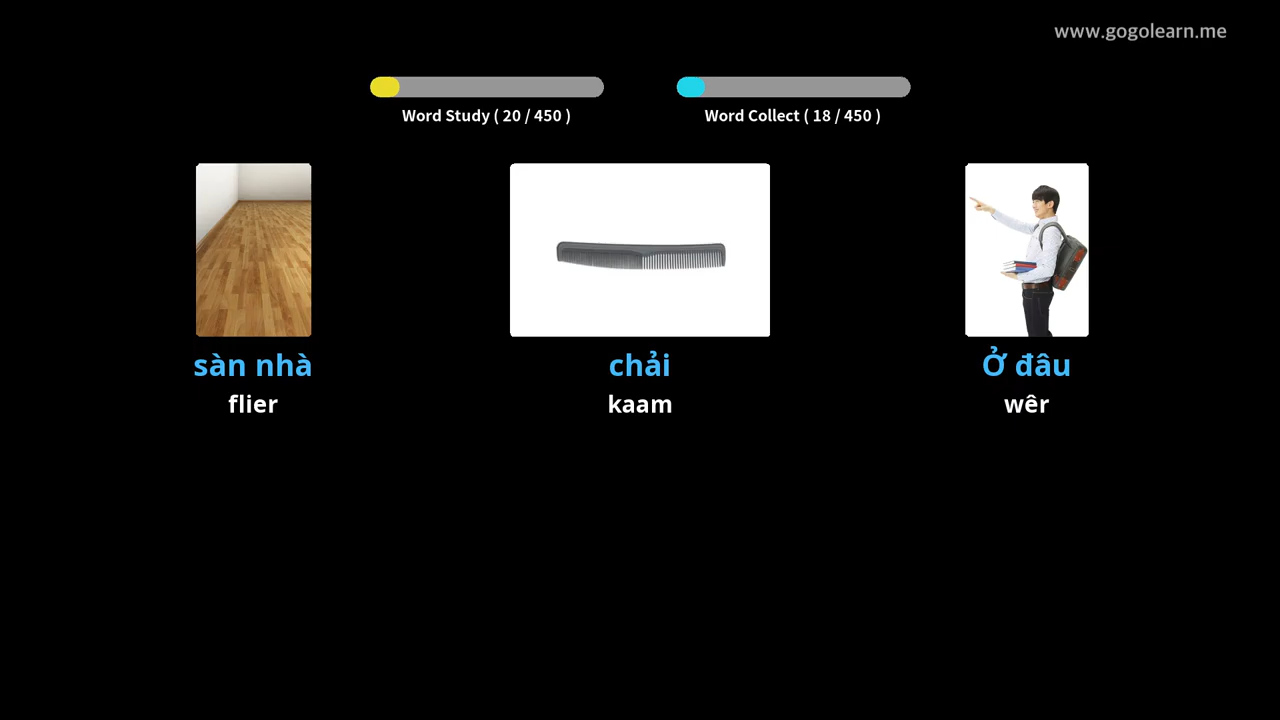 www.gogolearn.me
Word Study ( 20 / 450 )
Word Collect ( 18 / 450 )
sàn nhà
flier
chải
kaam
Ở đâu
wêr